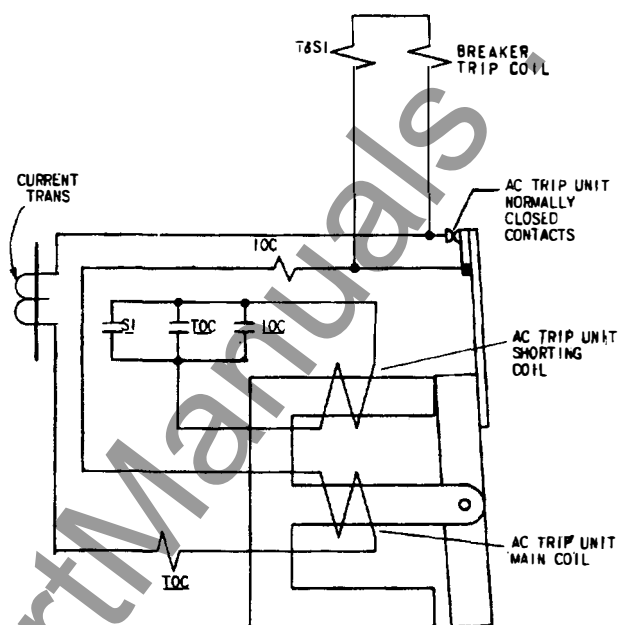 T&SI
BREAKER
TRIP COIL
CURRENT
TRANS
AC TRIP UNIT
NORMALLY
CLOSED
CONTACTS
IOC
SI
TOC
IOC
AC TRIP UNIT
SHORTING
COIL
AC TRIP UNIT
MAIN COIL
TOC
rtManuals.